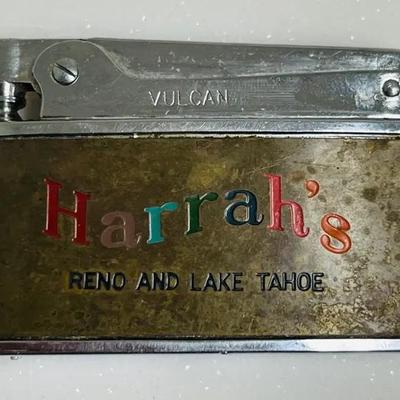 VULCAN
Harrah's
RENO AND LAKE TAHOE